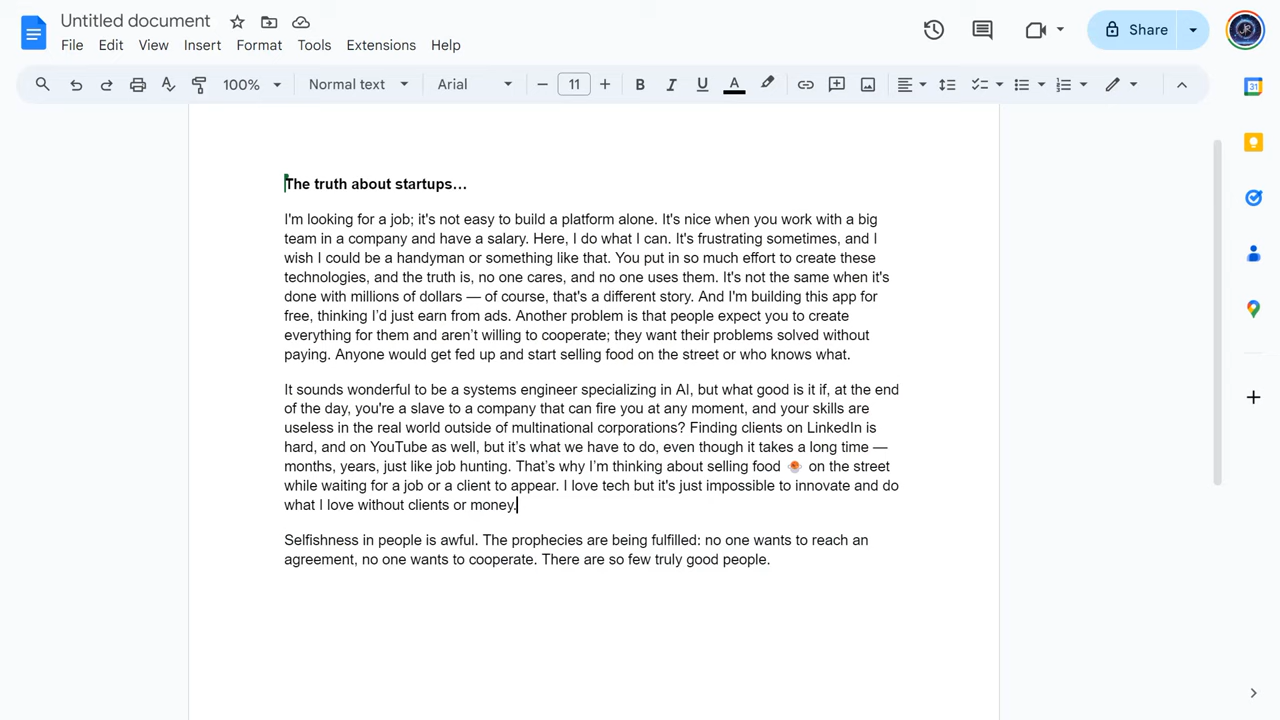 Untitled document
File Edit View Insert Format Tools Extensions Help
Share
100% Normal text Arial 11 B I U A
31
The truth about startups…
I'm looking for a job; it's not easy to build a platform alone. It's nice when you work with a big
team in a company and have a salary. Here, I do what I can. It's frustrating sometimes, and I
wish I could be a handyman or something like that. You put in so much effort to create these
technologies, and the truth is, no one cares, and no one uses them. It's not the same when it's
done with millions of dollars — of course, that's a different story. And I'm building this app for
free, thinking I’d just earn from ads. Another problem is that people expect you to create
everything for them and aren’t willing to cooperate; they want their problems solved without
paying. Anyone would get fed up and start selling food on the street or who knows what.
It sounds wonderful to be a systems engineer specializing in AI, but what good is it if, at the end
of the day, you're a slave to a company that can fire you at any moment, and your skills are
useless in the real world outside of multinational corporations? Finding clients on LinkedIn is
hard, and on YouTube as well, but it’s what we have to do, even though it takes a long time —
months, years, just like job hunting. That’s why I’m thinking about selling food 🍛 on the street
while waiting for a job or a client to appear. I love tech but it's just impossible to innovate and do
what I love without clients or money.
Selfishness in people is awful. The prophecies are being fulfilled: no one wants to reach an
agreement, no one wants to cooperate. There are so few truly good people.